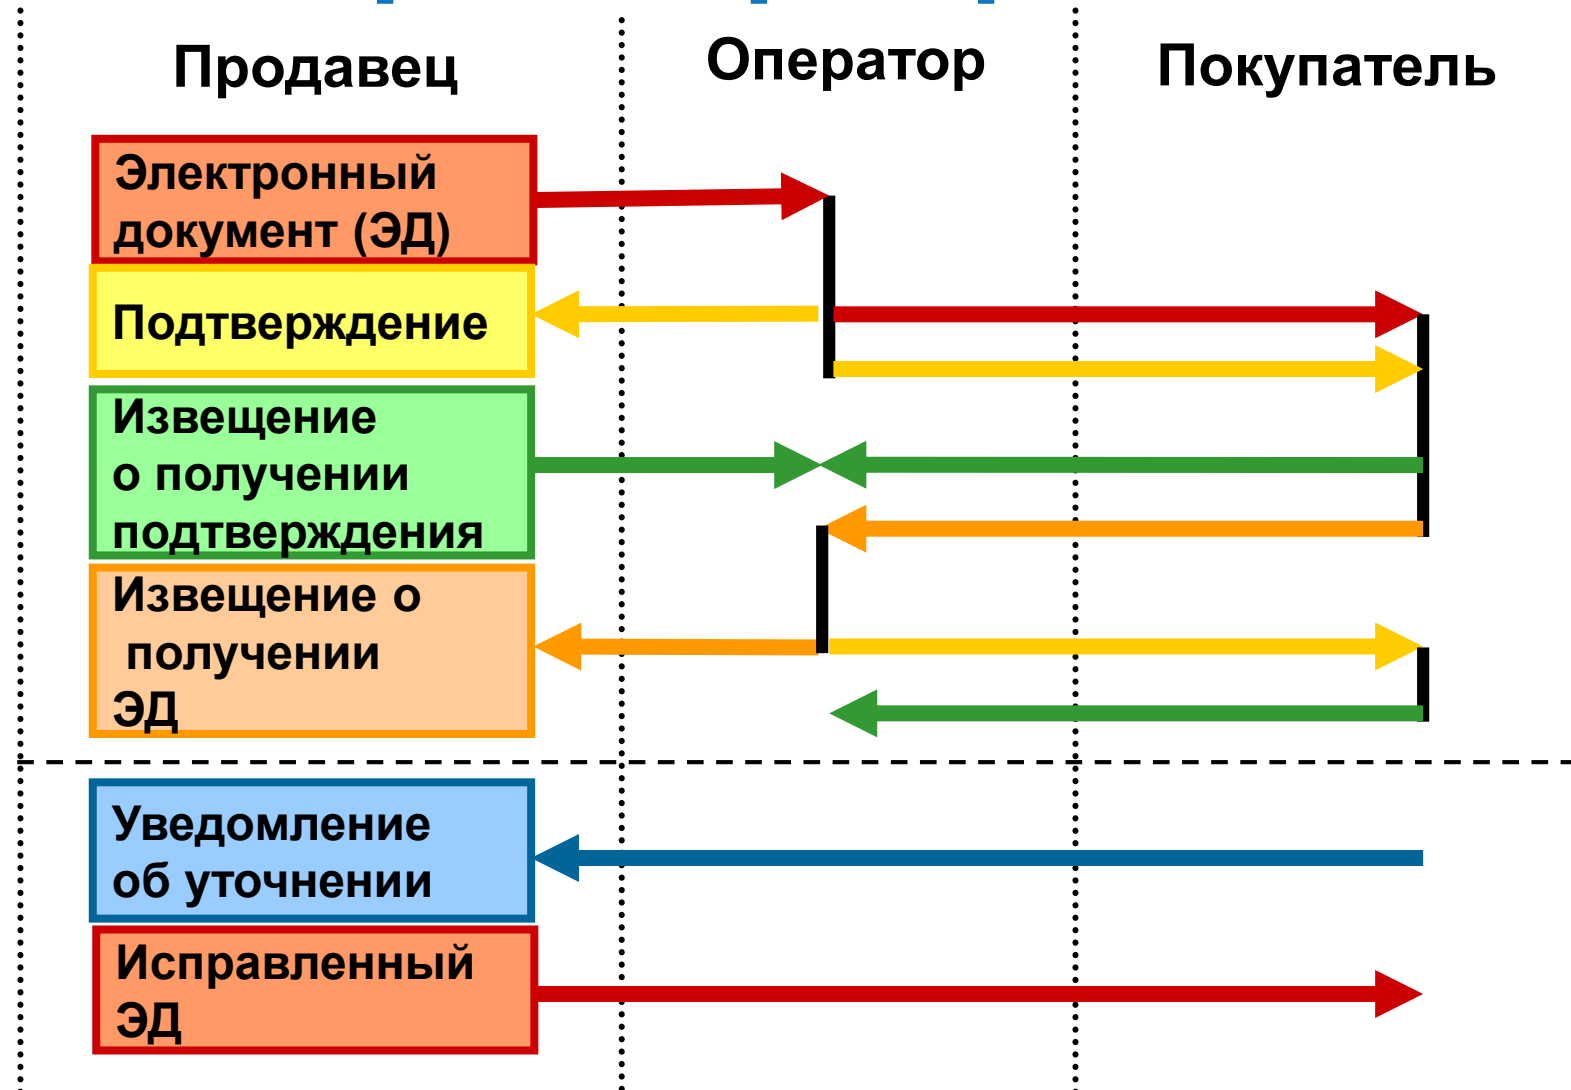 Продавец
Оператор
Покупатель
Электронный
документ (ЭД)
Подтверждение
Извещение
о получении
подтверждения
Извещение о
получении
ЭД
Уведомление
об уточнении
Исправленный
ЭД